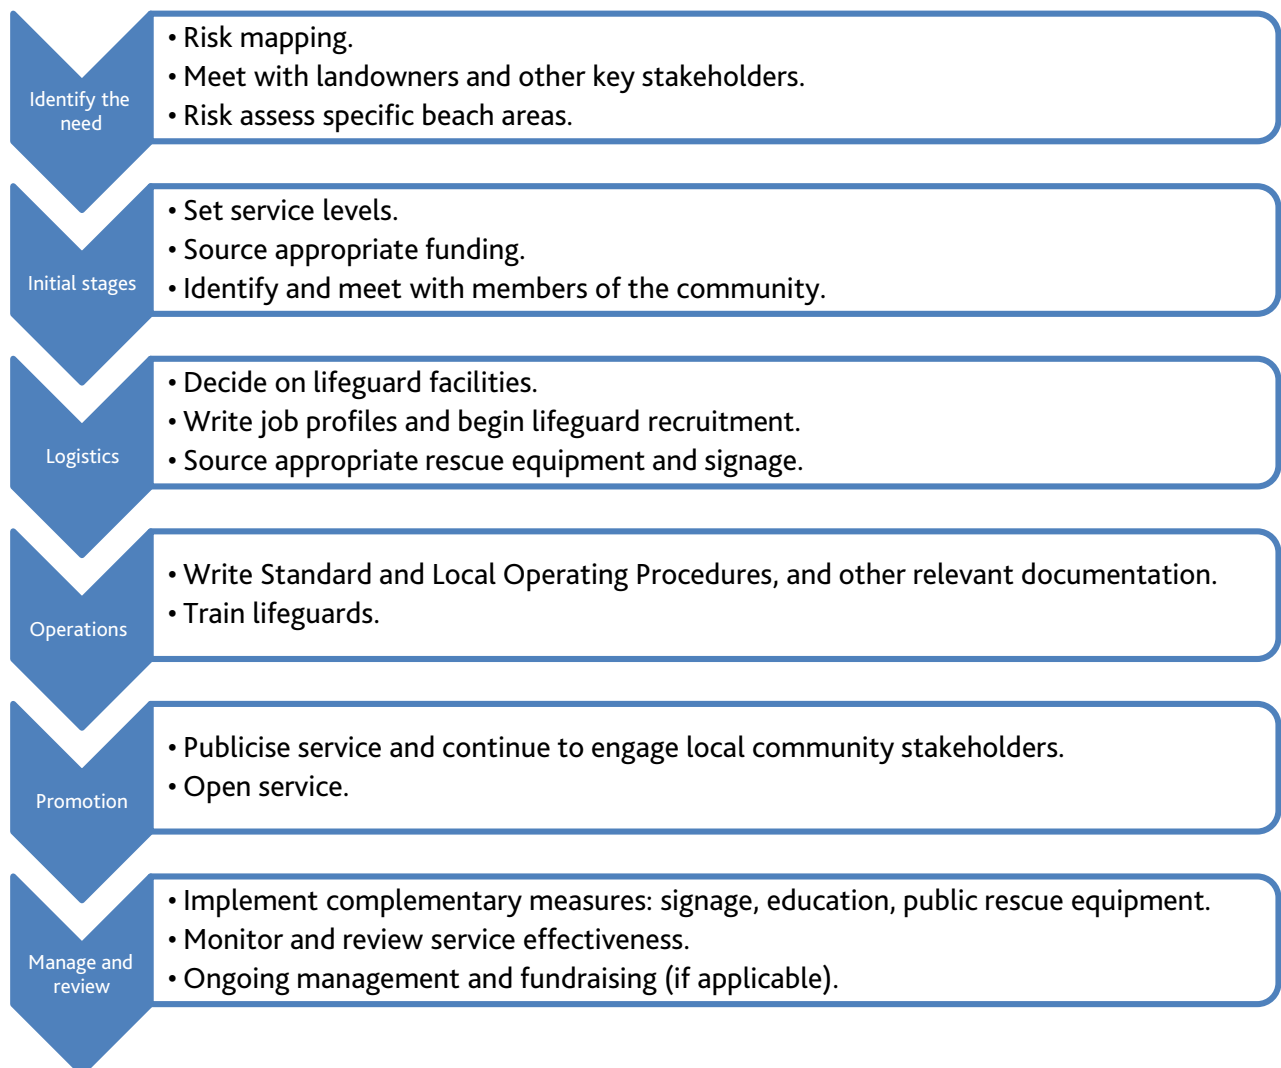 Identify the
need
• Risk mapping.
• Meet with landowners and other key stakeholders.
• Risk assess specific beach areas.
Initial stages
• Set service levels.
• Source appropriate funding.
• Identify and meet with members of the community.
Logistics
• Decide on lifeguard facilities.
• Write job profiles and begin lifeguard recruitment.
• Source appropriate rescue equipment and signage.
Operations
• Write Standard and Local Operating Procedures, and other relevant documentation.
• Train lifeguards.
Promotion
• Publicise service and continue to engage local community stakeholders.
• Open service.
Manage and
review
• Implement complementary measures: signage, education, public rescue equipment.
• Monitor and review service effectiveness.
• Ongoing management and fundraising (if applicable).